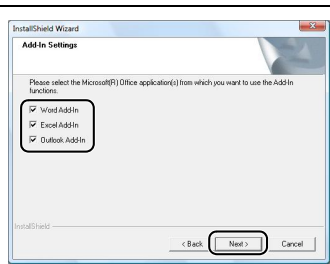 InstallShield Wizard
Add-In Settings
Please select the Microsoft(R) Office application(s) from which you want to use the Add-In
functions.
Word Add-In
Excel Add-In
Outlook Add-In
InstallShield
< Back
Next >
Cancel